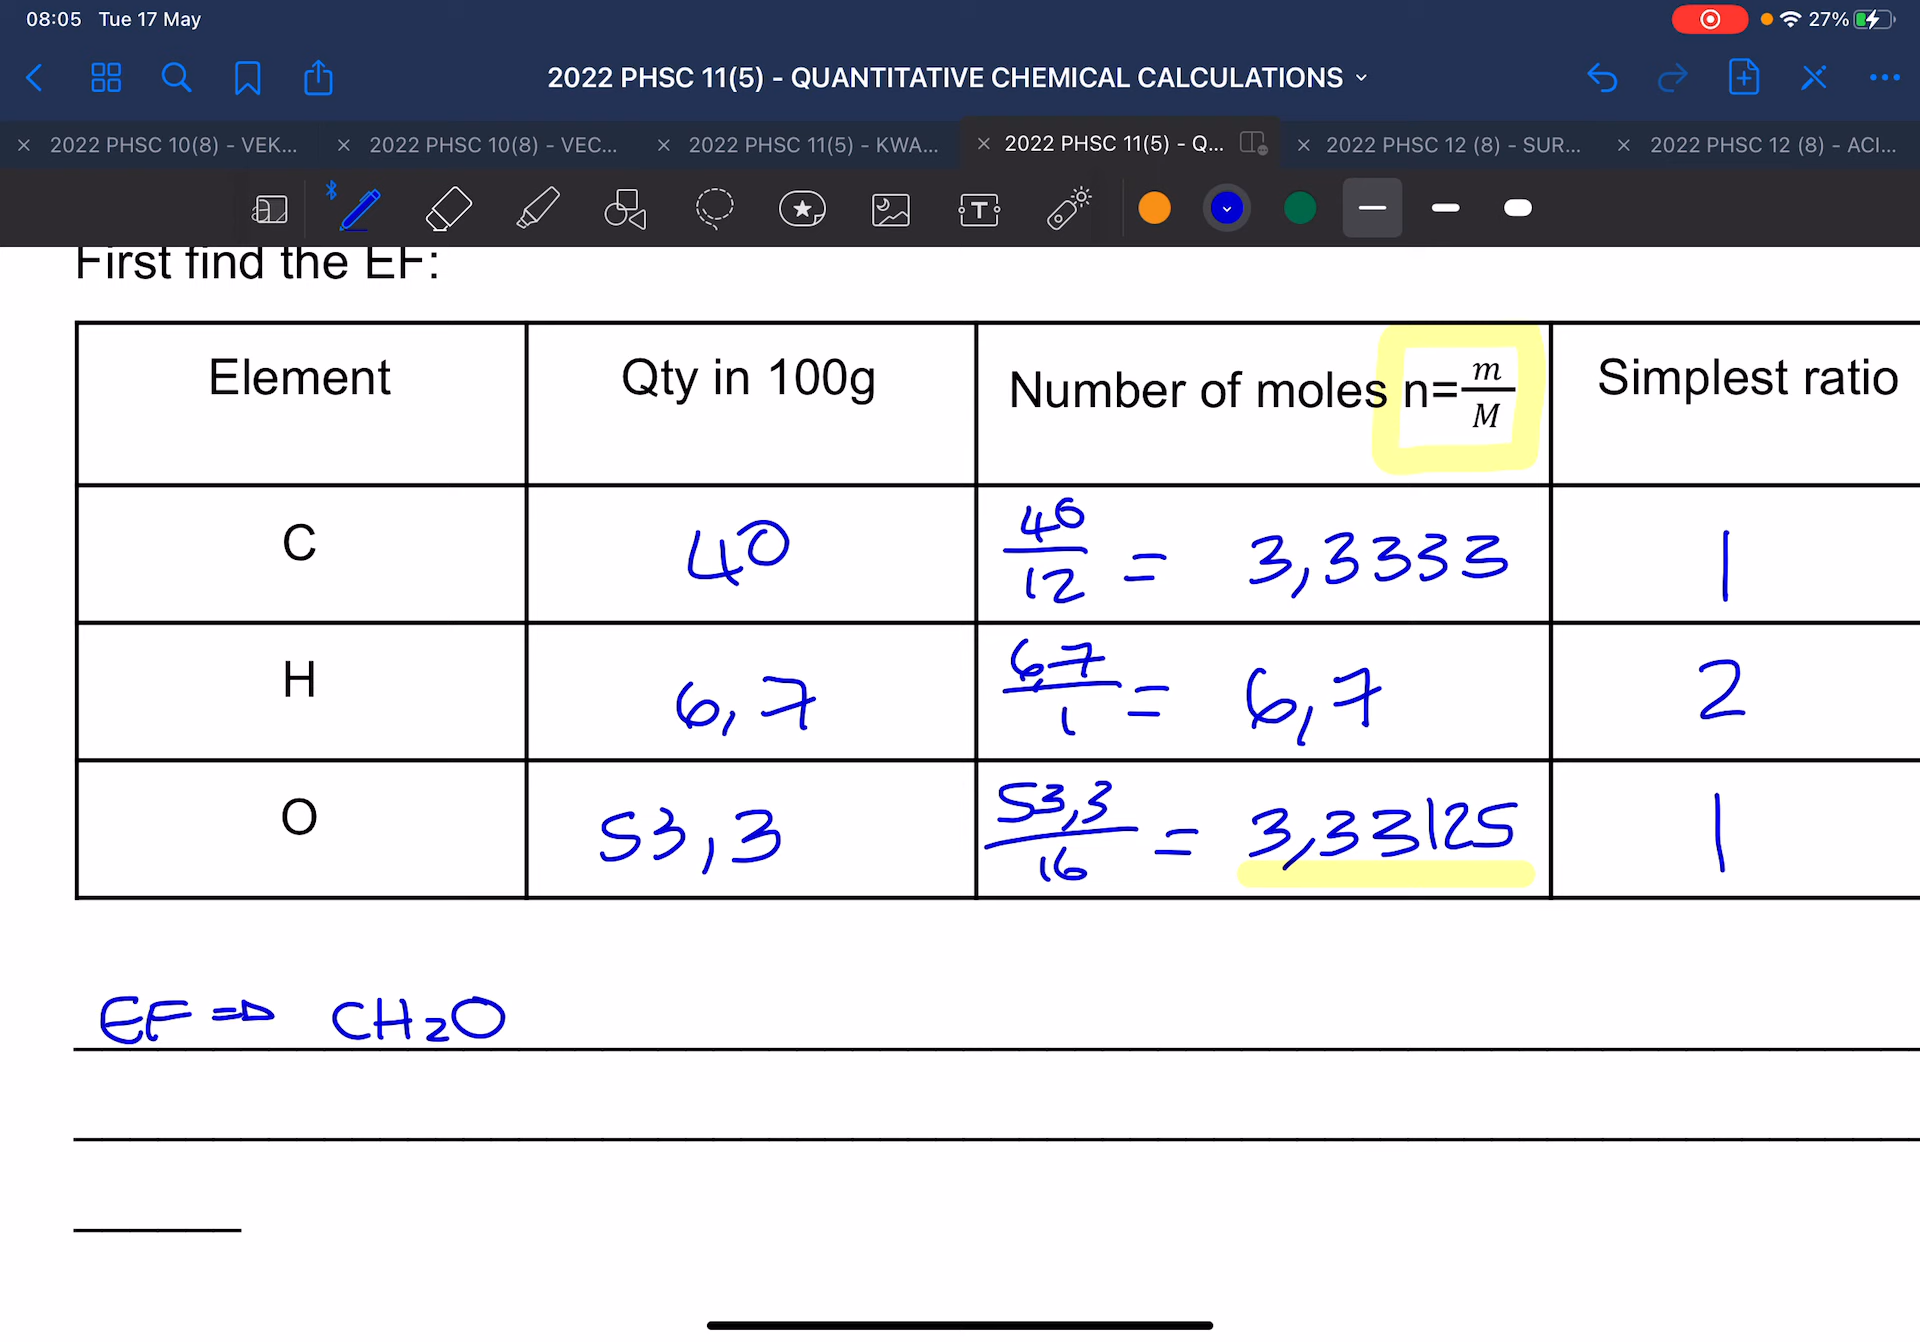 08:05 Tue 17 May 27%
2022 PHSC 11(5) - QUANTITATIVE CHEMICAL CALCULATIONS
2022 PHSC 10(8) - VEK... 2022 PHSC 10(8) - VEC... 2022 PHSC 11(5) - KWA... 2022 PHSC 11(5) - Q... 2022 PHSC 12 (8) - SUR... 2022 PHSC 12 (8) - ACI...
First find the EF:
Element Qty in 100g Number of moles n=m/M Simplest ratio
C 40 40/12 = 3,3333 1
H 6,7 6,7/1 = 6,7 2
O 53,3 53,3/16 = 3,33125 1
EF ⇒ CH₂O